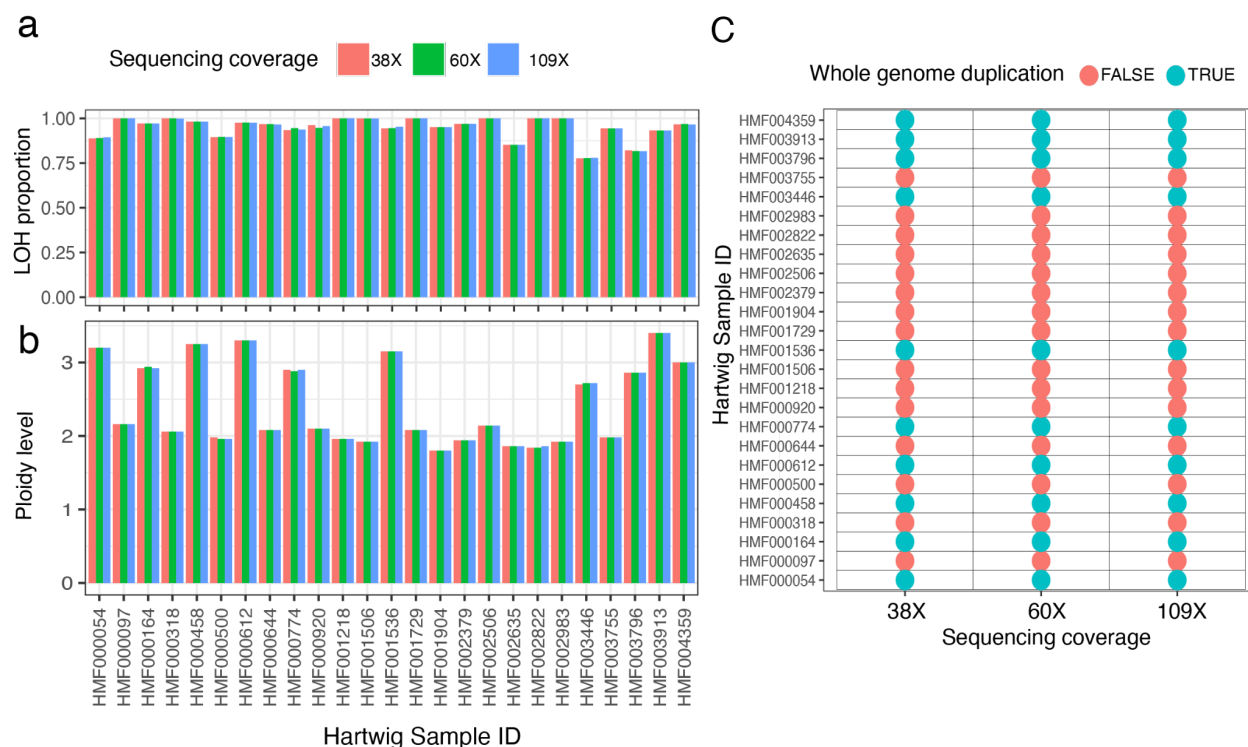 a
Sequencing coverage 38X 60X 109X
LOH proportion
1.00
0.75
0.50
0.25
0.00
b
Ploidy level
3
2
1
0
HMF000054
HMF000097
HMF000164
HMF000318
HMF000458
HMF000500
HMF000612
HMF000644
HMF000774
HMF000920
HMF001218
HMF001506
HMF001536
HMF001729
HMF001904
HMF002379
HMF002506
HMF002635
HMF002822
HMF002983
HMF003446
HMF003755
HMF003796
HMF003913
HMF004359
Hartwig Sample ID
C
Whole genome duplication FALSE TRUE
Hartwig Sample ID
HMF004359
HMF003913
HMF003796
HMF003755
HMF003446
HMF002983
HMF002822
HMF002635
HMF002506
HMF002379
HMF001904
HMF001729
HMF001536
HMF001506
HMF001218
HMF000920
HMF000774
HMF000644
HMF000612
HMF000500
HMF000458
HMF000318
HMF000164
HMF000097
HMF000054
38X 60X 109X
Sequencing coverage